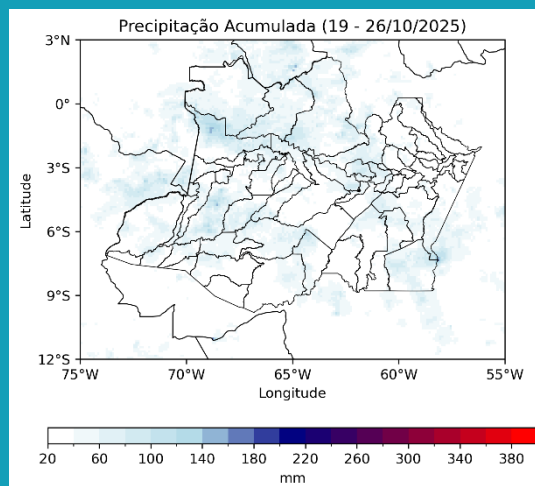 Precipitação Acumulada (19 - 26/10/2025)
3°N
0°
3°S
6°S
9°S
12°S
Latitude
75°W 70°W 65°W 60°W 55°W
Longitude
20 60 100 140 180 220 260 300 340 380
mm